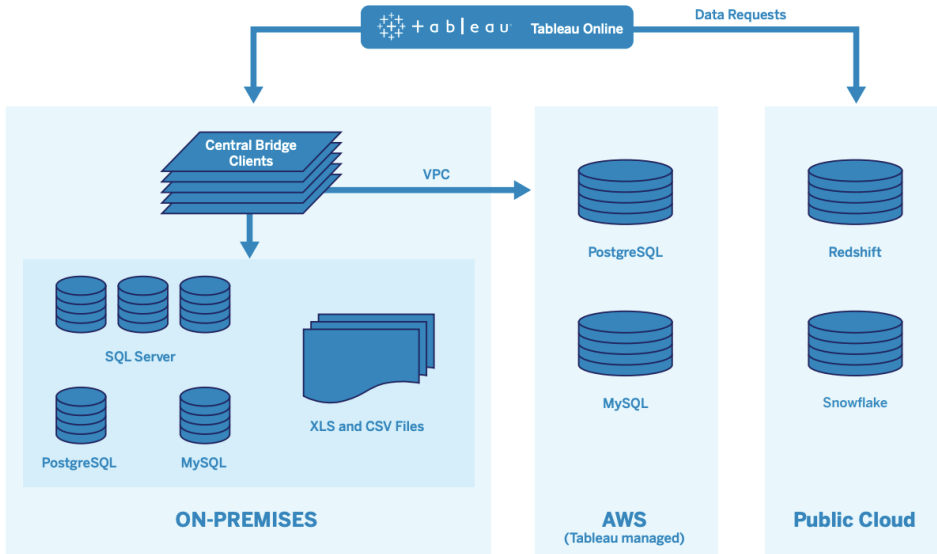 +ableau Tableau Online
Data Requests
Central Bridge
Clients
VPC
SQL Server
PostgreSQL
MySQL
XLS and CSV Files
ON-PREMISES
PostgreSQL
MySQL
AWS
(Tableau managed)
Redshift
Snowflake
Public Cloud